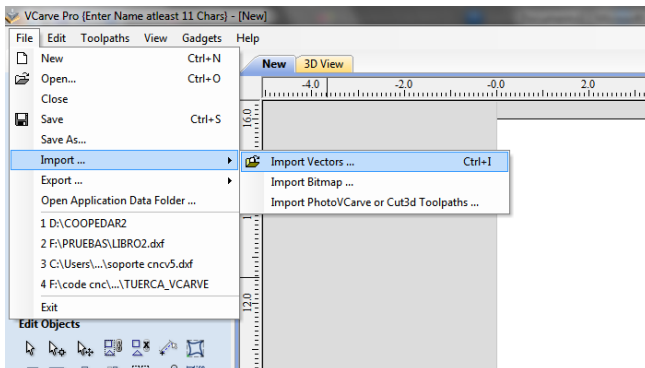 VCarve Pro {Enter Name atleast 11 Chars} - [New]
File Edit Toolpaths View Gadgets Help
New Ctrl+N
Open... Ctrl+O
Close
Save Ctrl+S
Save As...
Import ...
Export ...
Open Application Data Folder ...
1 D:\COOPEDAR2
2 F:\PRUEBAS\LIBRO2.dxf
3 C:\Users\...\soporte cncv5.dxf
4 F:\code cnc\...\TUERCA_VCARVE
Exit
Import Vectors ... Ctrl+I
Import Bitmap ...
Import PhotoVCarve or Cut3d Toolpaths ...
New 3D View
-4.0 -2.0 -0.0 2.0
16.0
12.0
Edit Objects